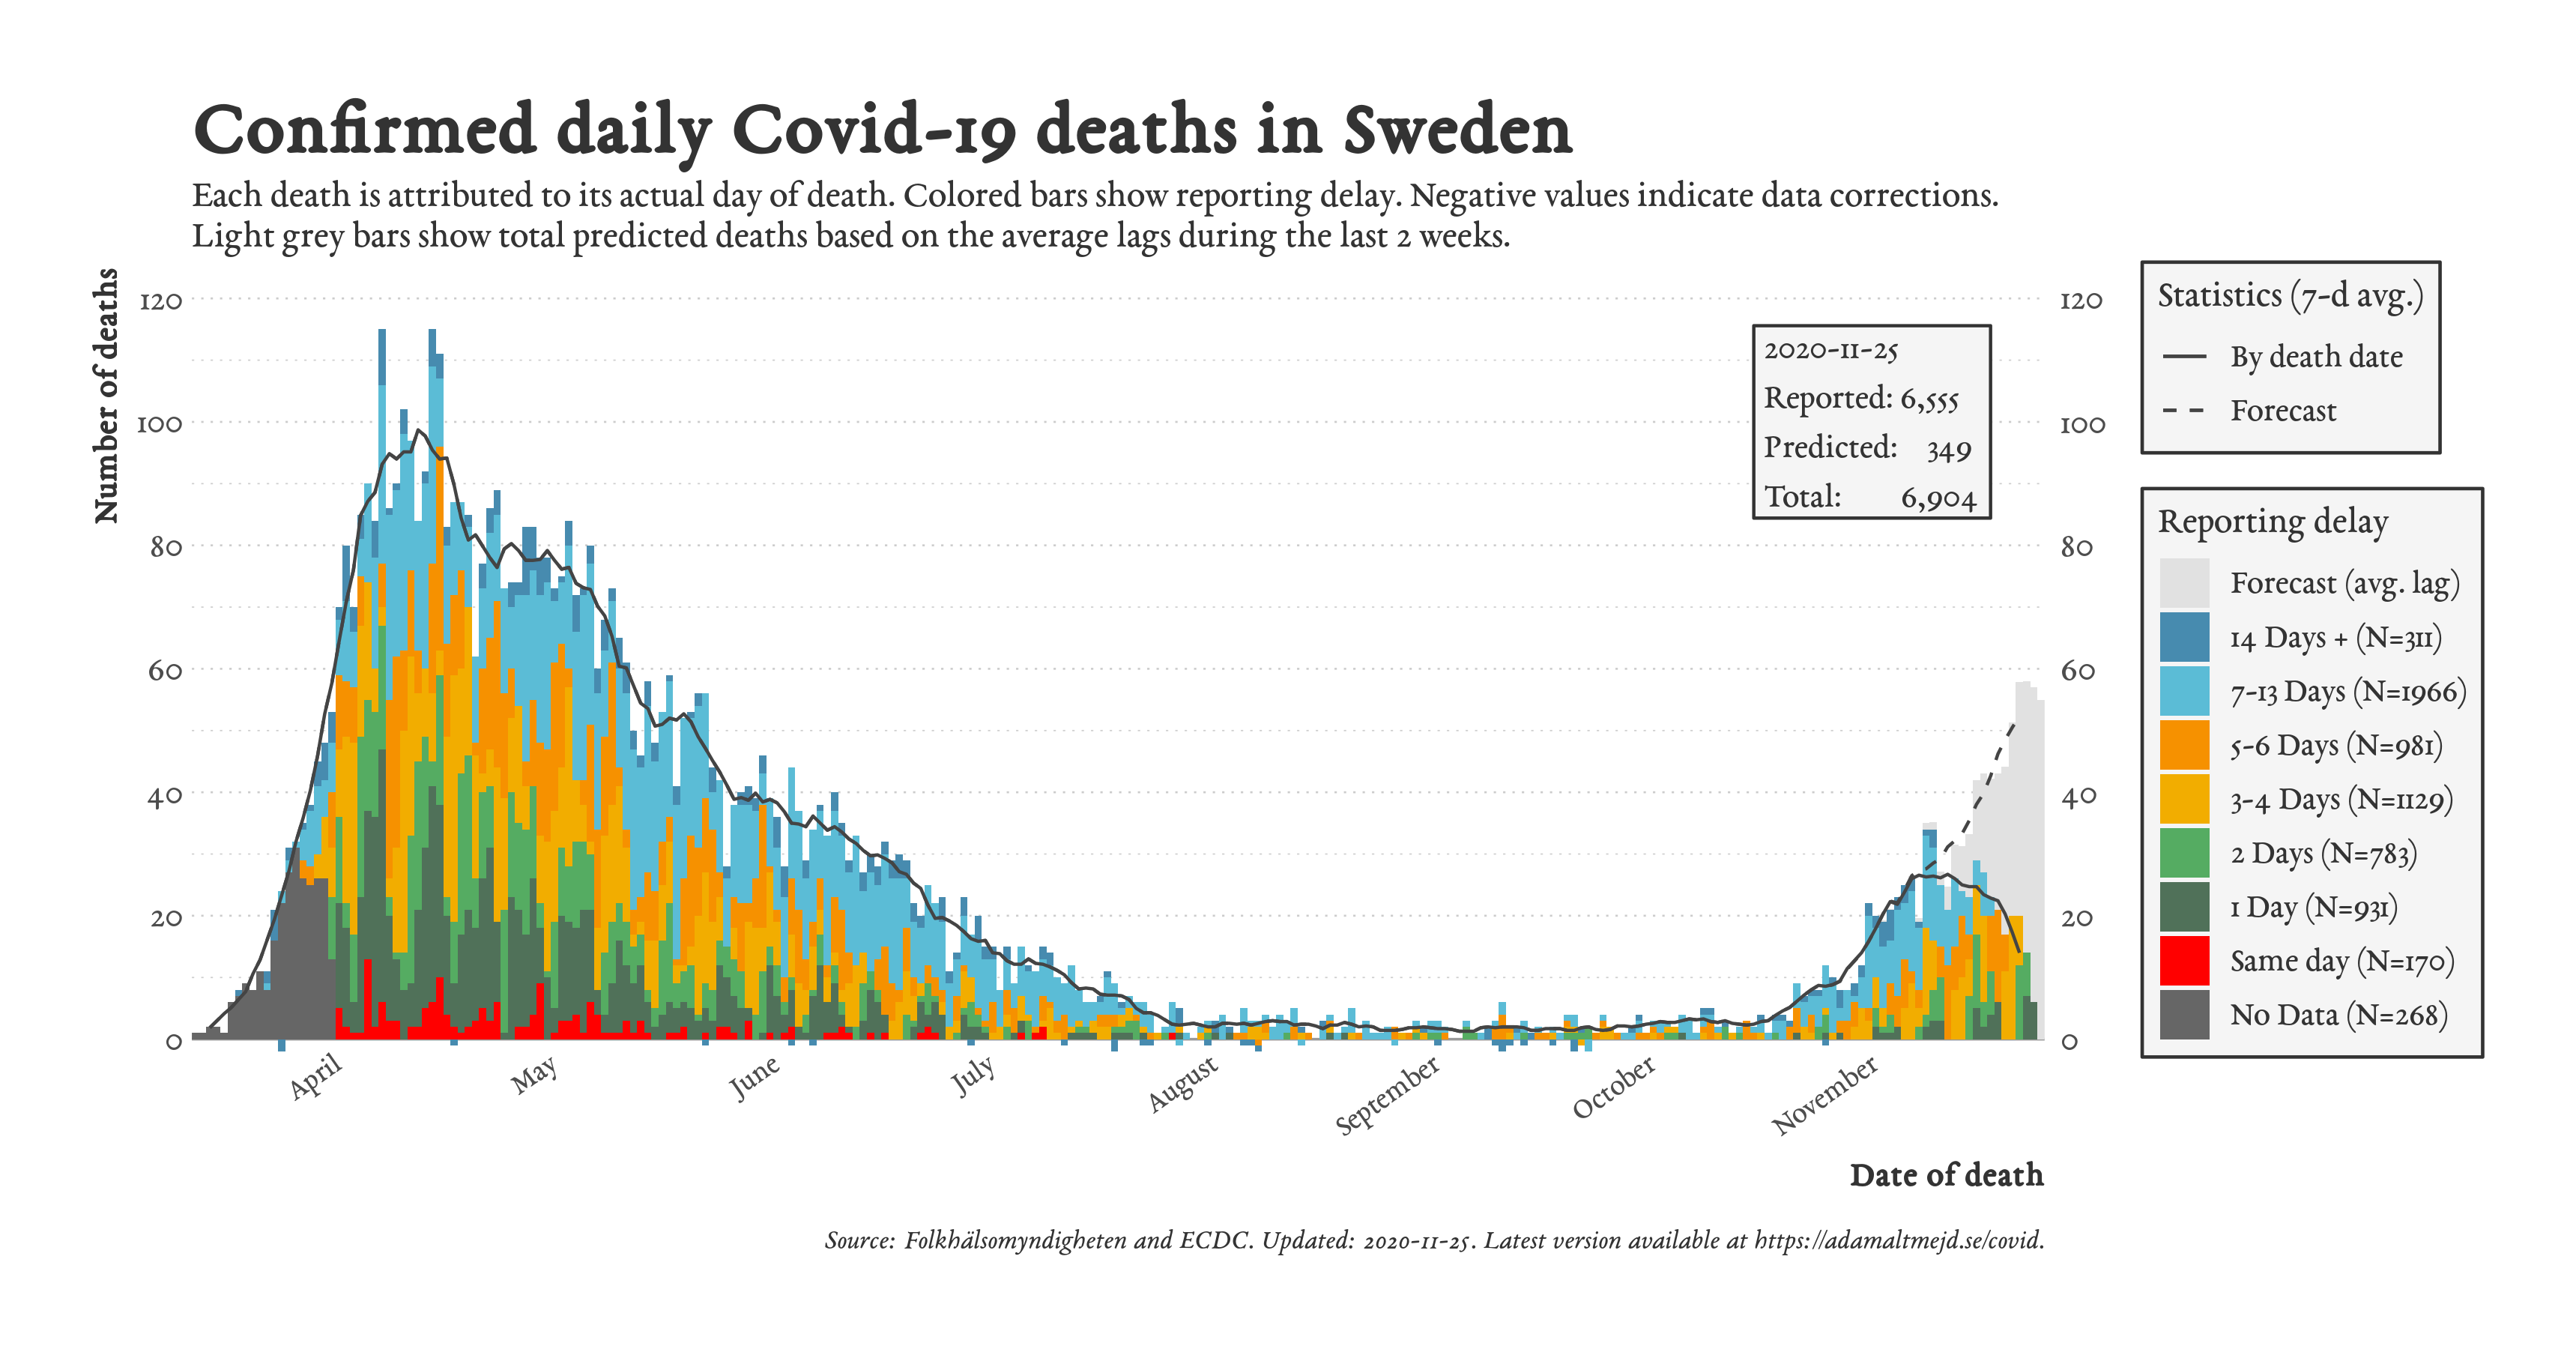 Confirmed daily Covid-19 deaths in Sweden
Each death is attributed to its actual day of death. Colored bars show reporting delay. Negative values indicate data corrections.
Light grey bars show total predicted deaths based on the average lags during the last 2 weeks.
Number of deaths
120
100
80
60
40
20
0
2020-11-25
Reported: 6,555
Predicted: 349
Total: 6,904
120
100
80
60
40
20
0
April
May
June
July
August
September
October
November
Date of death
Statistics (7-d avg.)
By death date
Forecast
Reporting delay
Forecast (avg. lag)
14 Days + (N=311)
7-13 Days (N=1966)
5-6 Days (N=981)
3-4 Days (N=1129)
2 Days (N=783)
1 Day (N=931)
Same day (N=170)
No Data (N=268)
Source: Folkhälsomyndigheten and ECDC. Updated: 2020-11-25. Latest version available at https://adamaltmejd.se/covid.